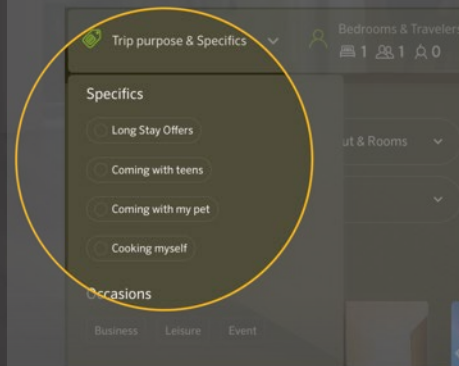 Trip purpose & Specifics
Bedrooms & Travelers
1 1 0
Specifics
Long Stay Offers
ut & Rooms
Coming with teens
Coming with my pet
Cooking myself
Occasions
Business Leisure Event